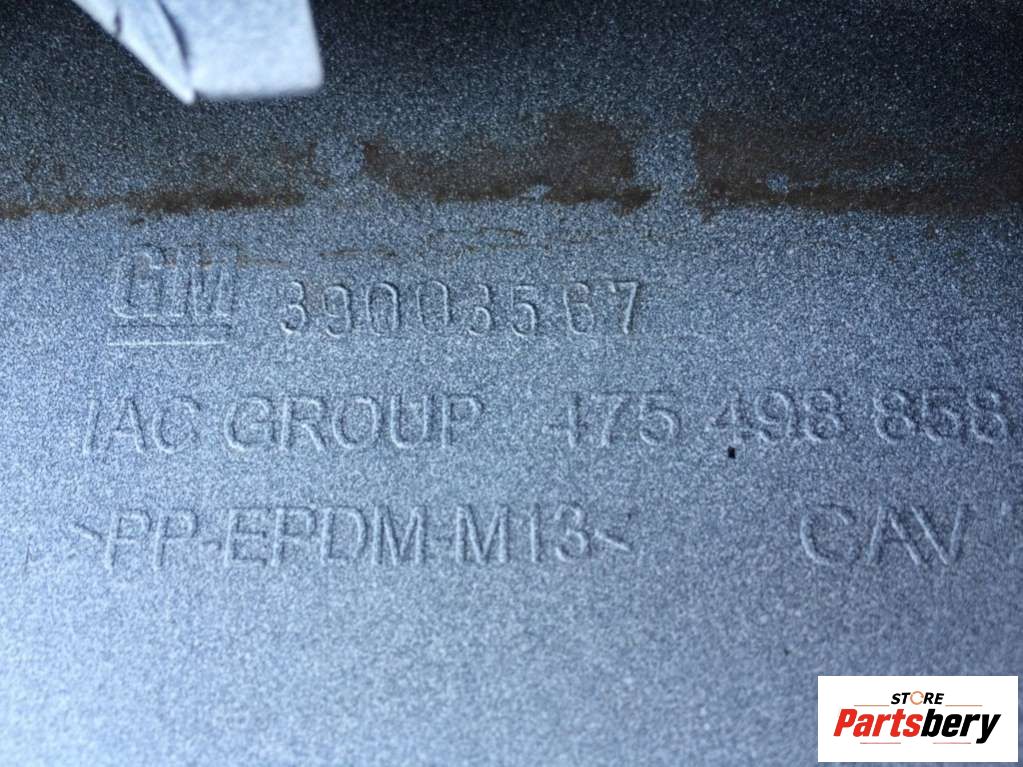 GM 39003567
IAC GROUP 475 498 858
>PP-EPDM-M13< CAV
STORE
Partsbery